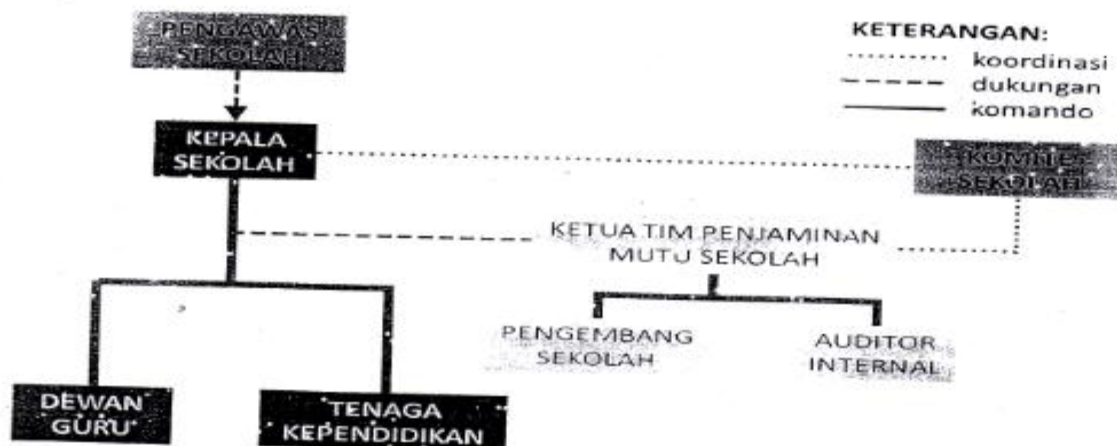 PENGAWAS
SEKOLAH
KETERANGAN:
koordinasi
dukungan
komando
KEPALA
SEKOLAH
KOMITE
SEKOLAH
KETUA TIM PENJAMINAN
MUTU SEKOLAH
PENGEMBANG
SEKOLAH
AUDITOR
INTERNAL
DEWAN
GURU
TENAGA
KEPENDIDIKAN